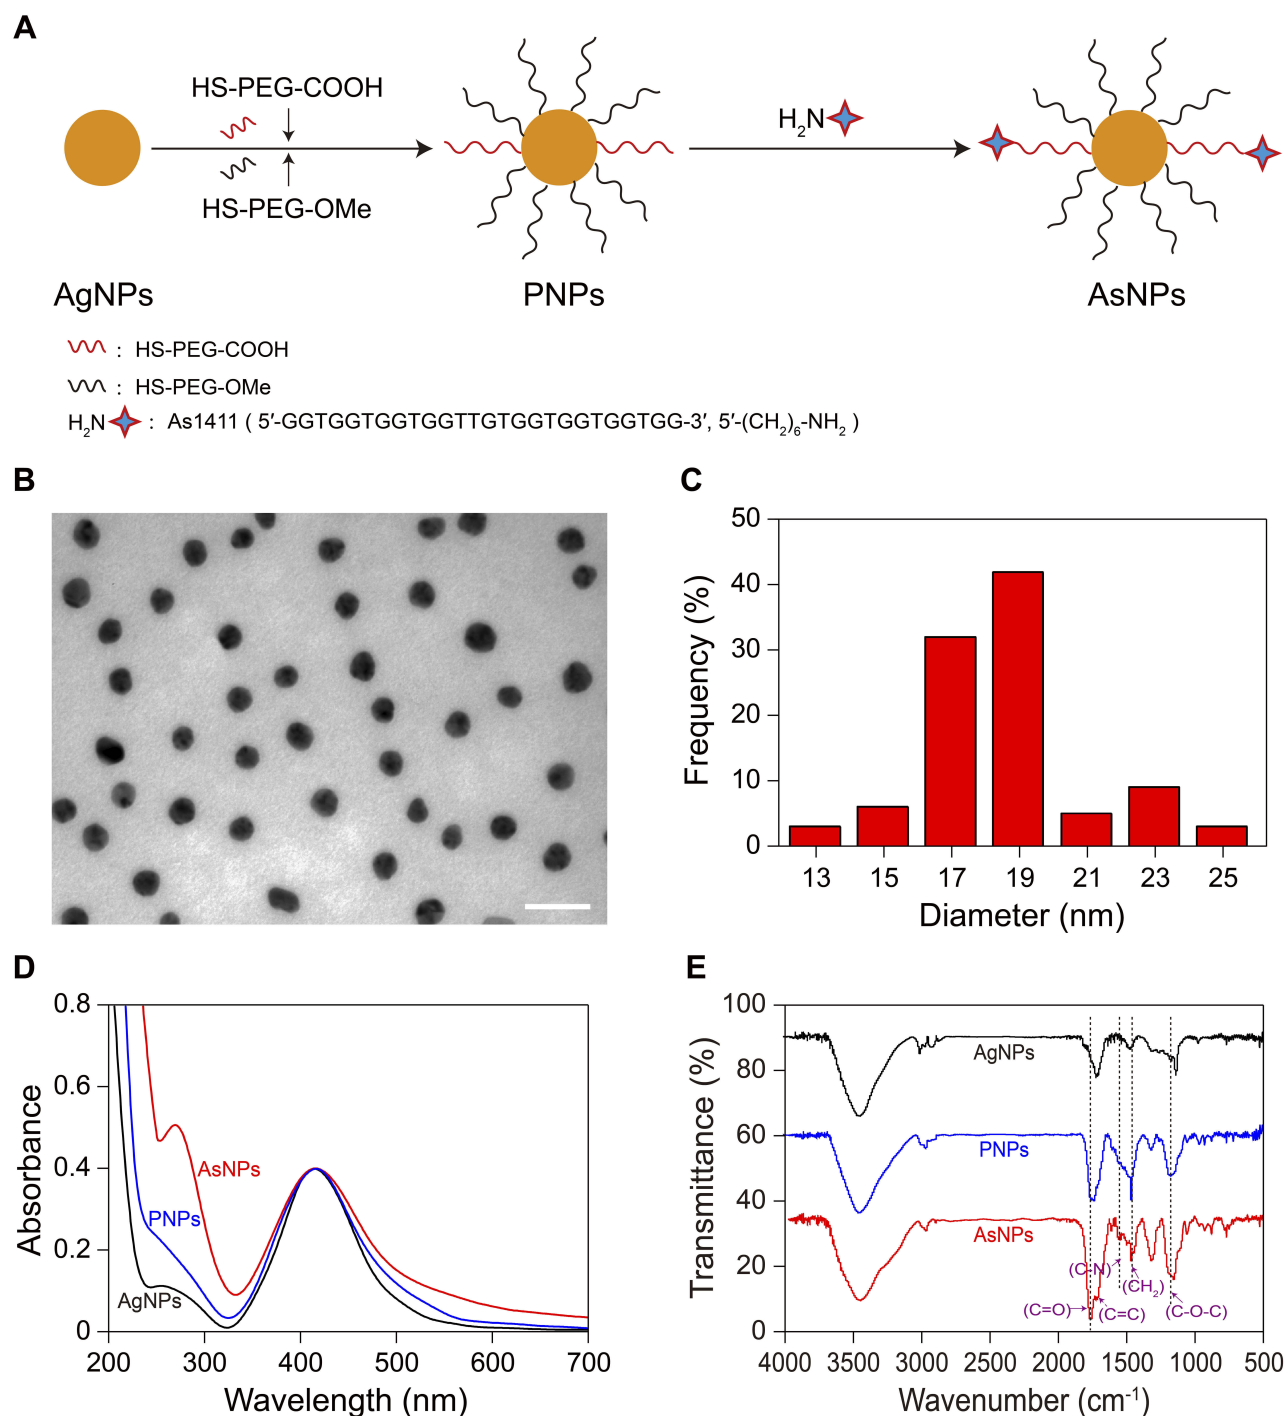 A
HS-PEG-COOH
HS-PEG-OMe
H2N
AgNPs
PNPs
AsNPs
: HS-PEG-COOH
: HS-PEG-OMe
H2N : As1411 ( 5′-GGTGGTGGTGGTTGTGGTGGTGGTGG-3′, 5′-(CH2)6-NH2 )
B
C
50
40
30
20
10
0
Frequency (%)
13 15 17 19 21 23 25
Diameter (nm)
D
0.8
0.6
0.4
0.2
0
Absorbance
AsNPs
PNPs
AgNPs
200 300 400 500 600 700
Wavelength (nm)
E
100
80
60
40
20
0
Transmittance (%)
AgNPs
PNPs
AsNPs
(C-N)
(CH2)
(C=O)
(C=C)
(C-O-C)
4000 3500 3000 2000 1500 1000 500
Wavenumber (cm-1)